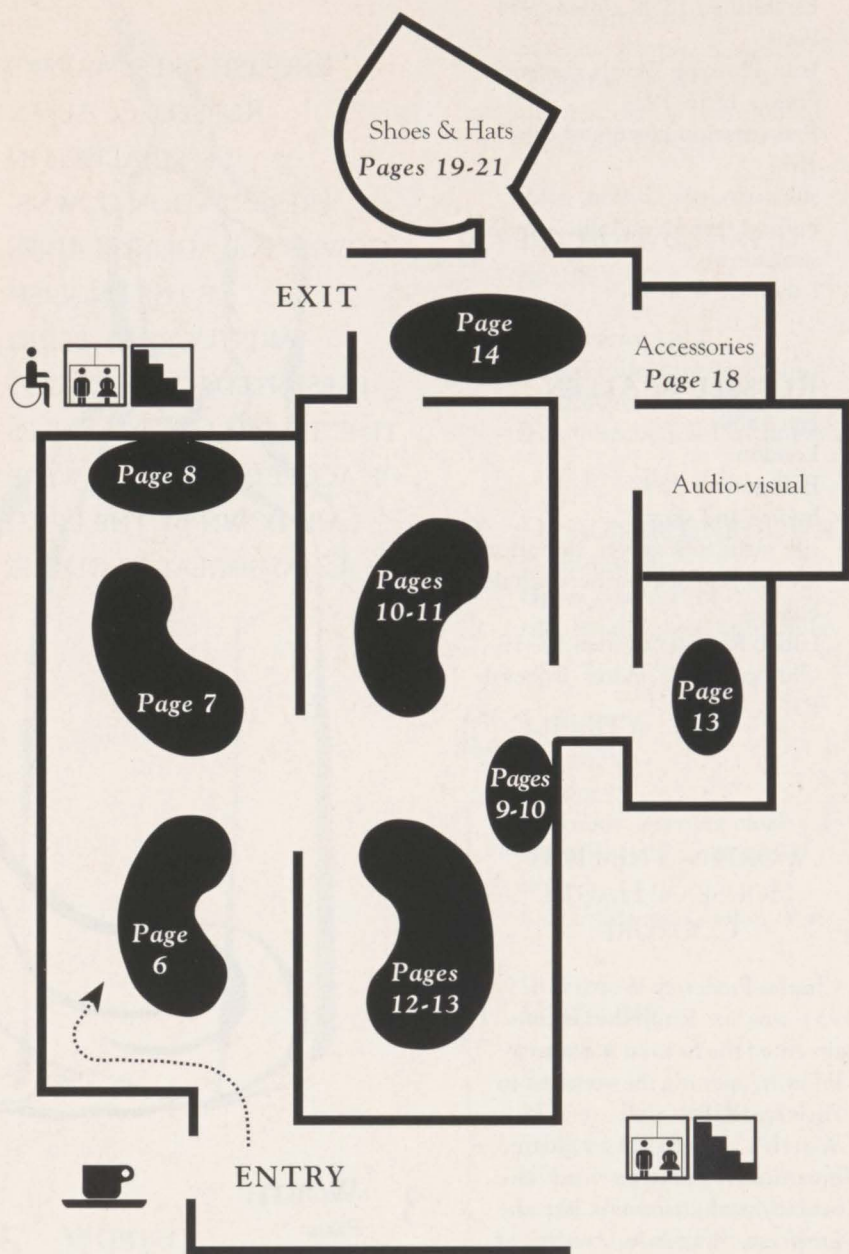 Shoes & Hats
Pages 19-21
EXIT
Page
14
Accessories
Page 18
Page 8
Audio-visual
Pages
10-11
Page 7
Page
13
Pages
9-10
Page
6
Pages
12-13
ENTRY